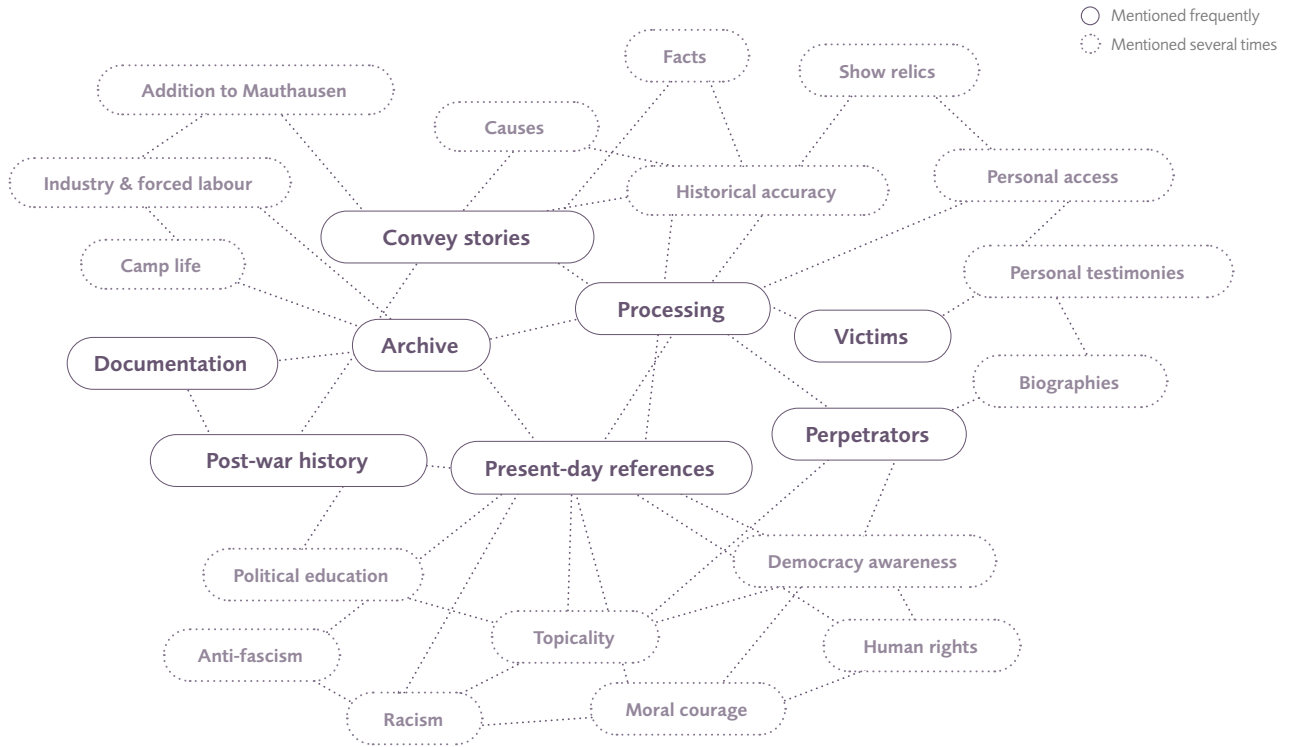 Mentioned frequently
Mentioned several times
Facts
Show relics
Addition to Mauthausen
Causes
Industry & forced labour
Historical accuracy
Personal access
Convey stories
Camp life
Personal testimonies
Processing
Victims
Archive
Documentation
Biographies
Perpetrators
Post-war history
Present-day references
Democracy awareness
Political education
Topicality
Human rights
Anti-fascism
Moral courage
Racism